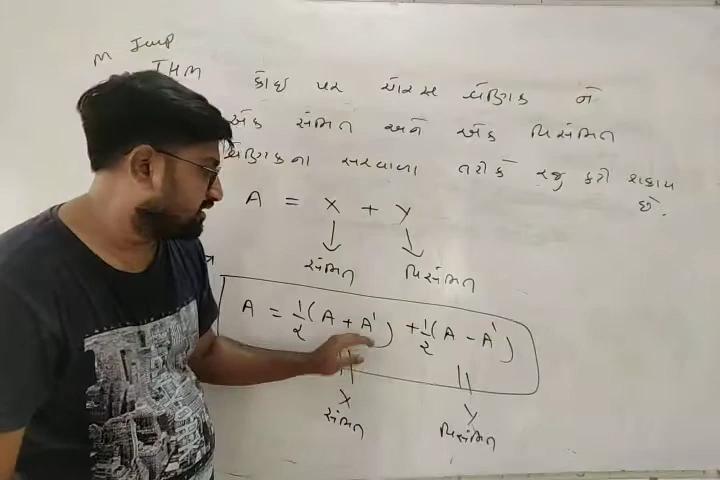 M Imp
THM કોઈ પણ ચોરસ શ્રેણિક ને
એક સંમિત અને એક વિસંમિત
શ્રેણિકના સરવાળા તરીકે રજુ કરી શકાય
છે.
A = X + Y
સંમિત વિસંમિત
A = 1/2 (A + A') + 1/2 (A - A')
X Y
સંમિત વિસંમિત